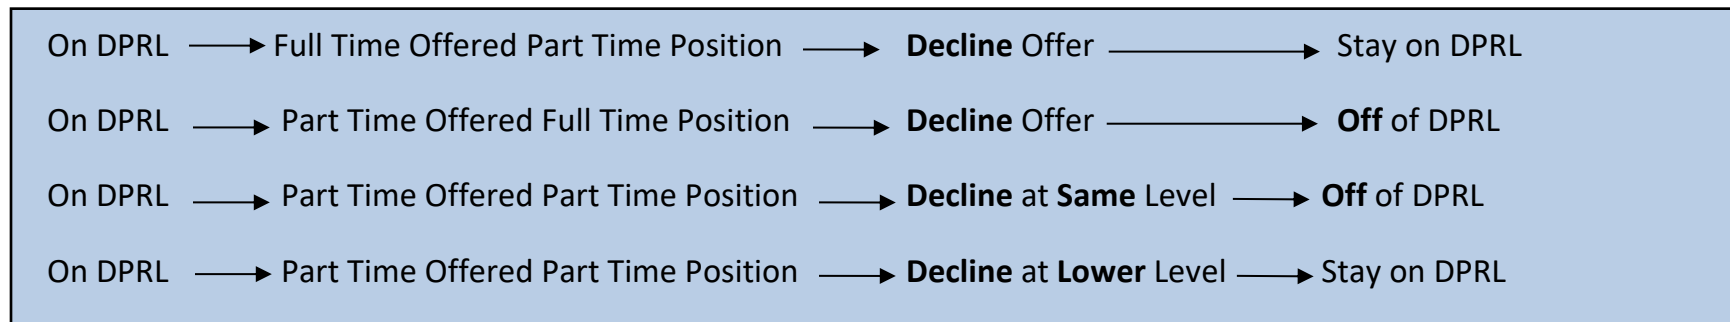 On DPRL Full Time Offered Part Time Position Decline Offer Stay on DPRL
On DPRL Part Time Offered Full Time Position Decline Offer Off of DPRL
On DPRL Part Time Offered Part Time Position Decline at Same Level Off of DPRL
On DPRL Part Time Offered Part Time Position Decline at Lower Level Stay on DPRL